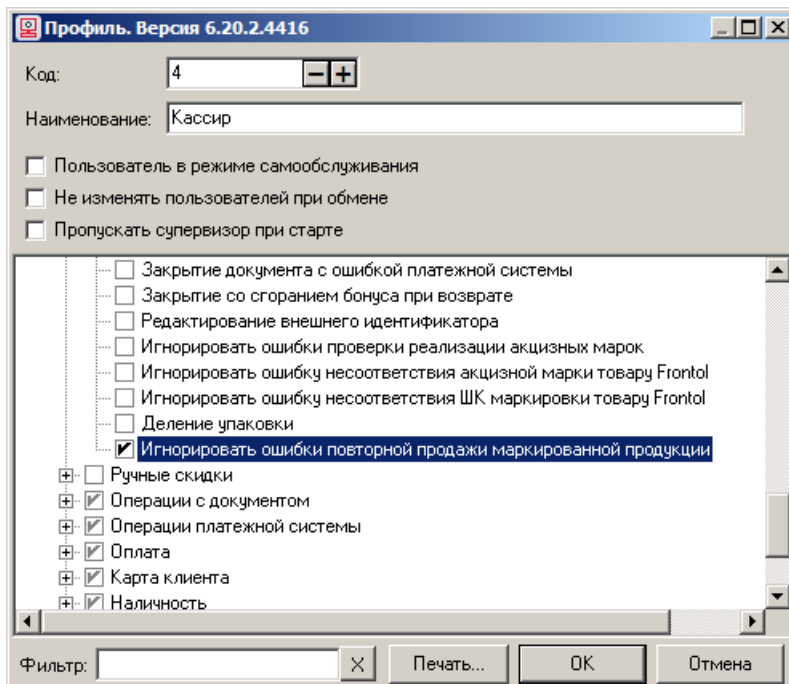 Профиль. Версия 6.20.2.4416
Код: 4
Наименование: Кассир
Пользователь в режиме самообслуживания
Не изменять пользователей при обмене
Пропускать супервизор при старте
Закрытие документа с ошибкой платежной системы
Закрытие со сгоранием бонуса при возврате
Редактирование внешнего идентификатора
Игнорировать ошибки проверки реализации акцизных марок
Игнорировать ошибку несоответствия акцизной марки товару Frontol
Игнорировать ошибку несоответствия ШК маркировки товару Frontol
Деление упаковки
Игнорировать ошибки повторной продажи маркированной продукции
Ручные скидки
Операции с документом
Операции платежной системы
Оплата
Карта клиента
Наличность
Фильтр: X Печать... ОК Отмена